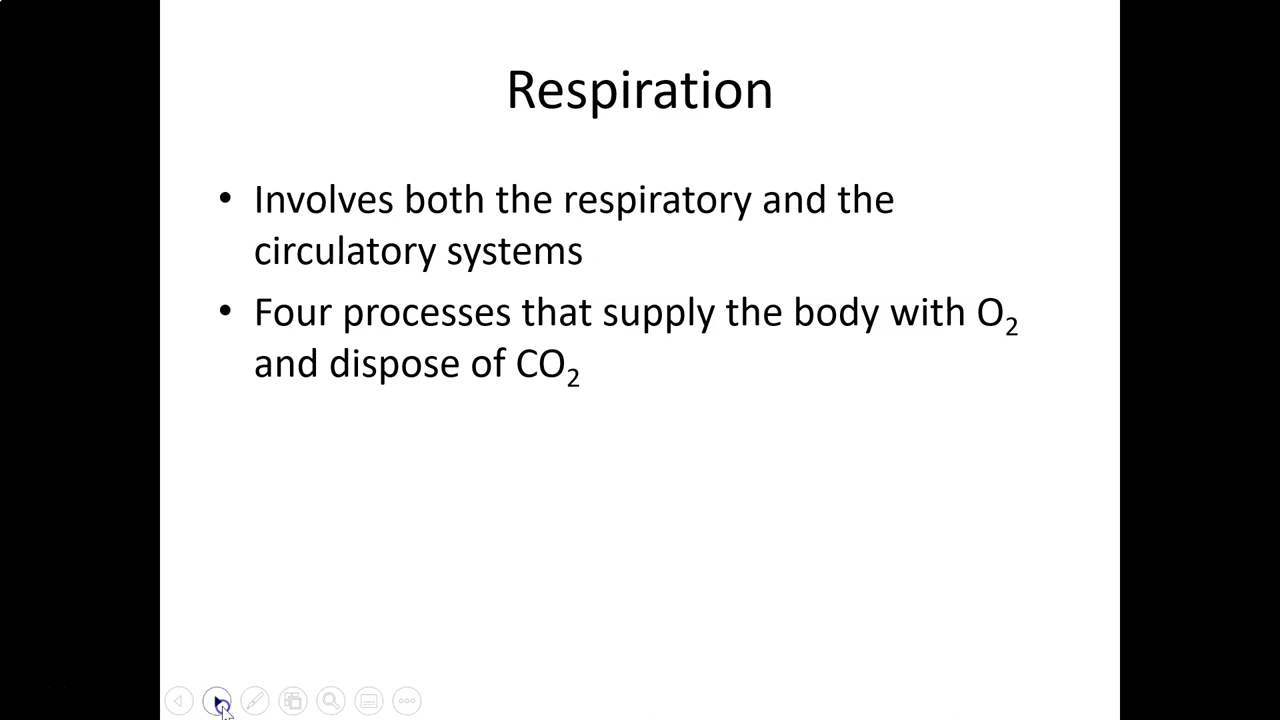 Respiration
• Involves both the respiratory and the
circulatory systems
• Four processes that supply the body with O₂
and dispose of CO₂